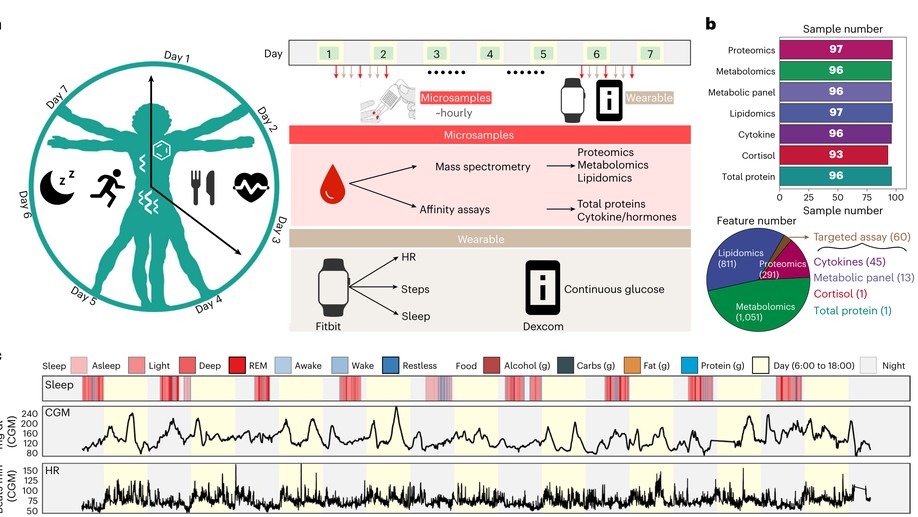 Day 1
Day 2
Day 3
Day 4
Day 5
Day 6
Day 7
z z
Day 1 2 3 4 5 6 7
Microsamples
~hourly
Wearable
Microsamples
Mass spectrometry
Proteomics
Metabolomics
Lipidomics
Affinity assays
Total proteins
Cytokine/hormones
Wearable
HR
Steps
Sleep
Fitbit
Continuous glucose
Dexcom
b
Sample number
Proteomics 97
Metabolomics 96
Metabolic panel 96
Lipidomics 97
Cytokine 96
Cortisol 93
Total protein 96
0 25 50 75 100
Sample number
Feature number
Lipidomics
(811)
Proteomics
(291)
Metabolomics
(1,051)
Targeted assay (60)
Cytokines (45)
Metabolic panel (13)
Cortisol (1)
Total protein (1)
c
Sleep Asleep Light Deep REM Awake Wake Restless Food Alcohol (g) Carbs (g) Fat (g) Protein (g) Day (6:00 to 18:00) Night
Sleep
CGM
(CGM)
240
200
160
120
80
HR
(CGM)
150
125
100
75
50